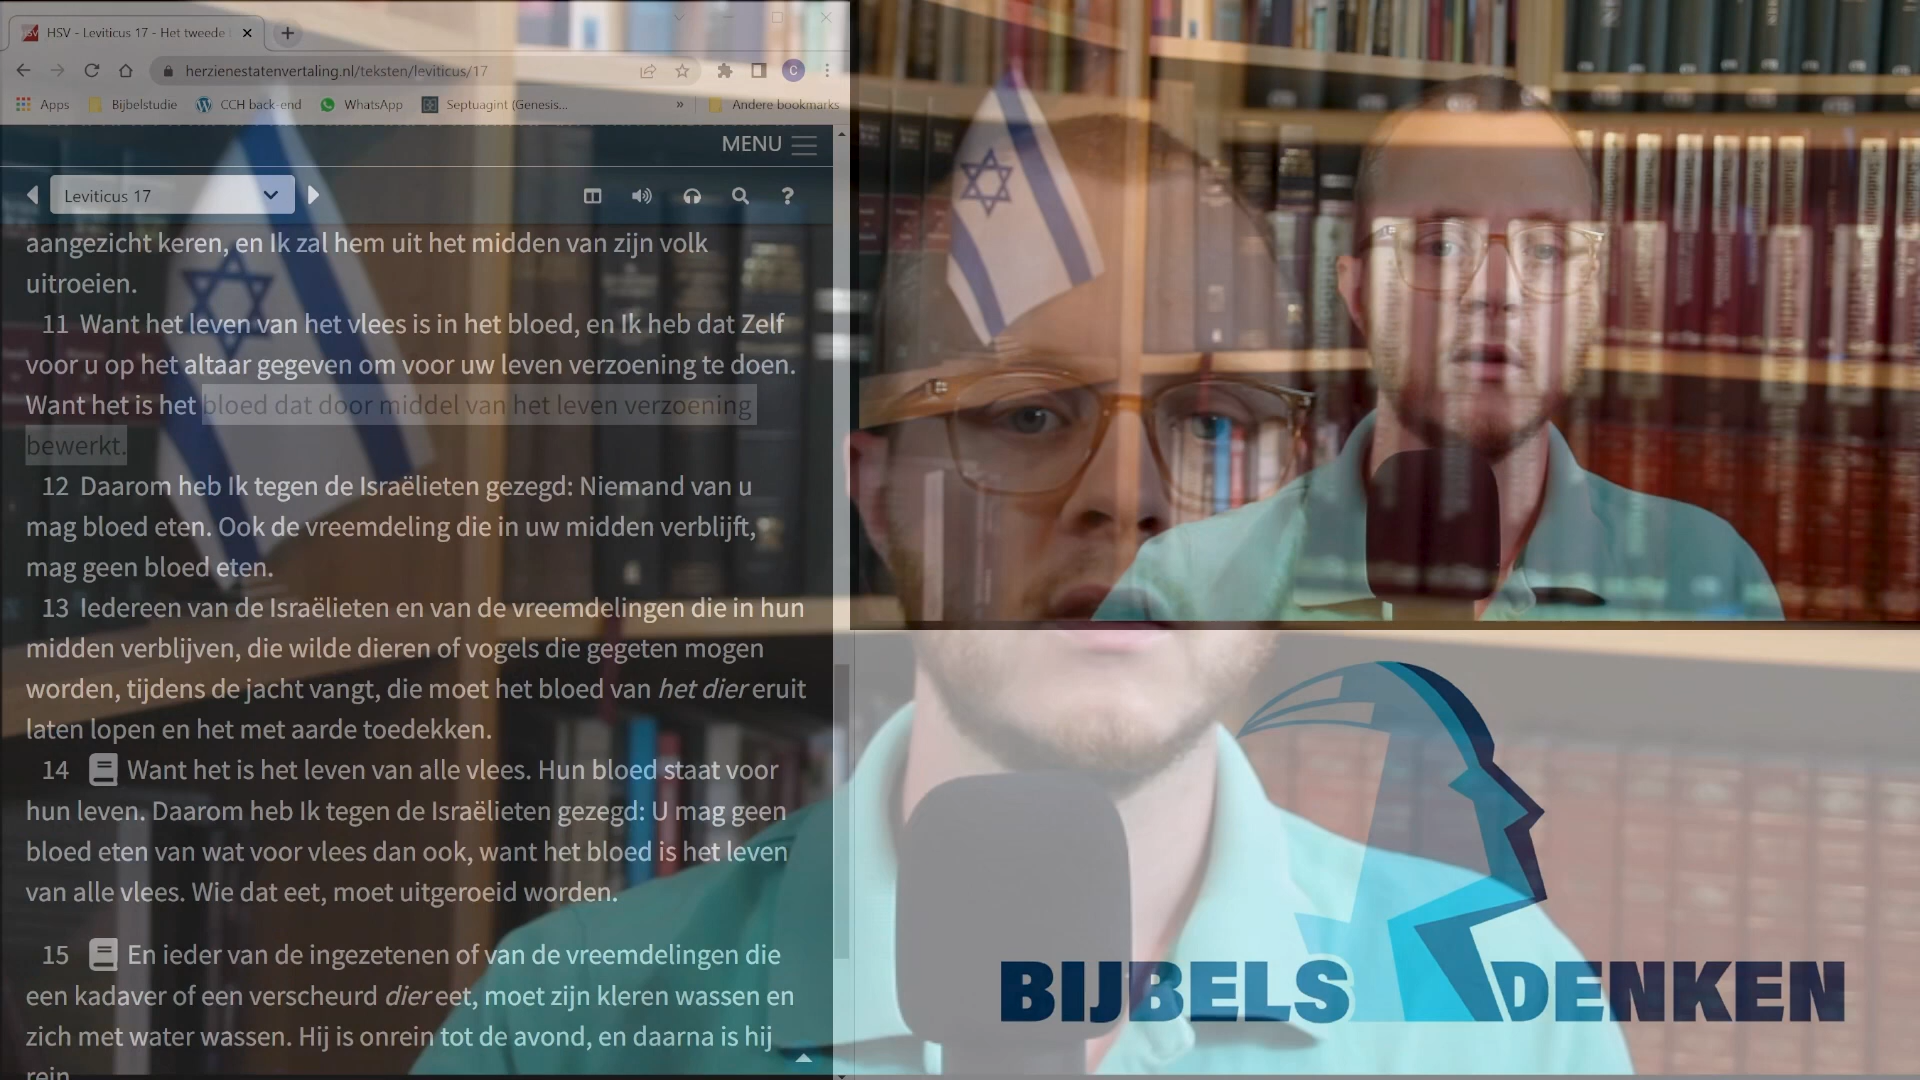 HSV - Leviticus 17 - Het tweede
herzienestatenvertaling.nl/teksten/leviticus/17
C
Apps
Bijbelstudie
CCH back-end
WhatsApp
Septuagint (Genesis...
»
Andere bookmarks
MENU
Leviticus 17
?
aangezicht keren, en Ik zal hem uit het midden van zijn volk
uitroeien.
11 Want het leven van het vlees is in het bloed, en Ik heb dat Zelf
voor u op het altaar gegeven om voor uw leven verzoening te doen.
Want het is het bloed dat door middel van het leven verzoening
bewerkt.
12 Daarom heb Ik tegen de Israëlieten gezegd: Niemand van u
mag bloed eten. Ook de vreemdeling die in uw midden verblijft,
mag geen bloed eten.
13 Iedereen van de Israëlieten en van de vreemdelingen die in hun
midden verblijven, die wilde dieren of vogels die gegeten mogen
worden, tijdens de jacht vangt, die moet het bloed van het dier eruit
laten lopen en het met aarde toedekken.
14 Want het is het leven van alle vlees. Hun bloed staat voor
hun leven. Daarom heb Ik tegen de Israëlieten gezegd: U mag geen
bloed eten van wat voor vlees dan ook, want het bloed is het leven
van alle vlees. Wie dat eet, moet uitgeroeid worden.
15 En ieder van de ingezetenen of van de vreemdelingen die
een kadaver of een verscheurd dier eet, moet zijn kleren wassen en
zich met water wassen. Hij is onrein tot de avond, en daarna is hij
rein
BIJBELS DENKEN